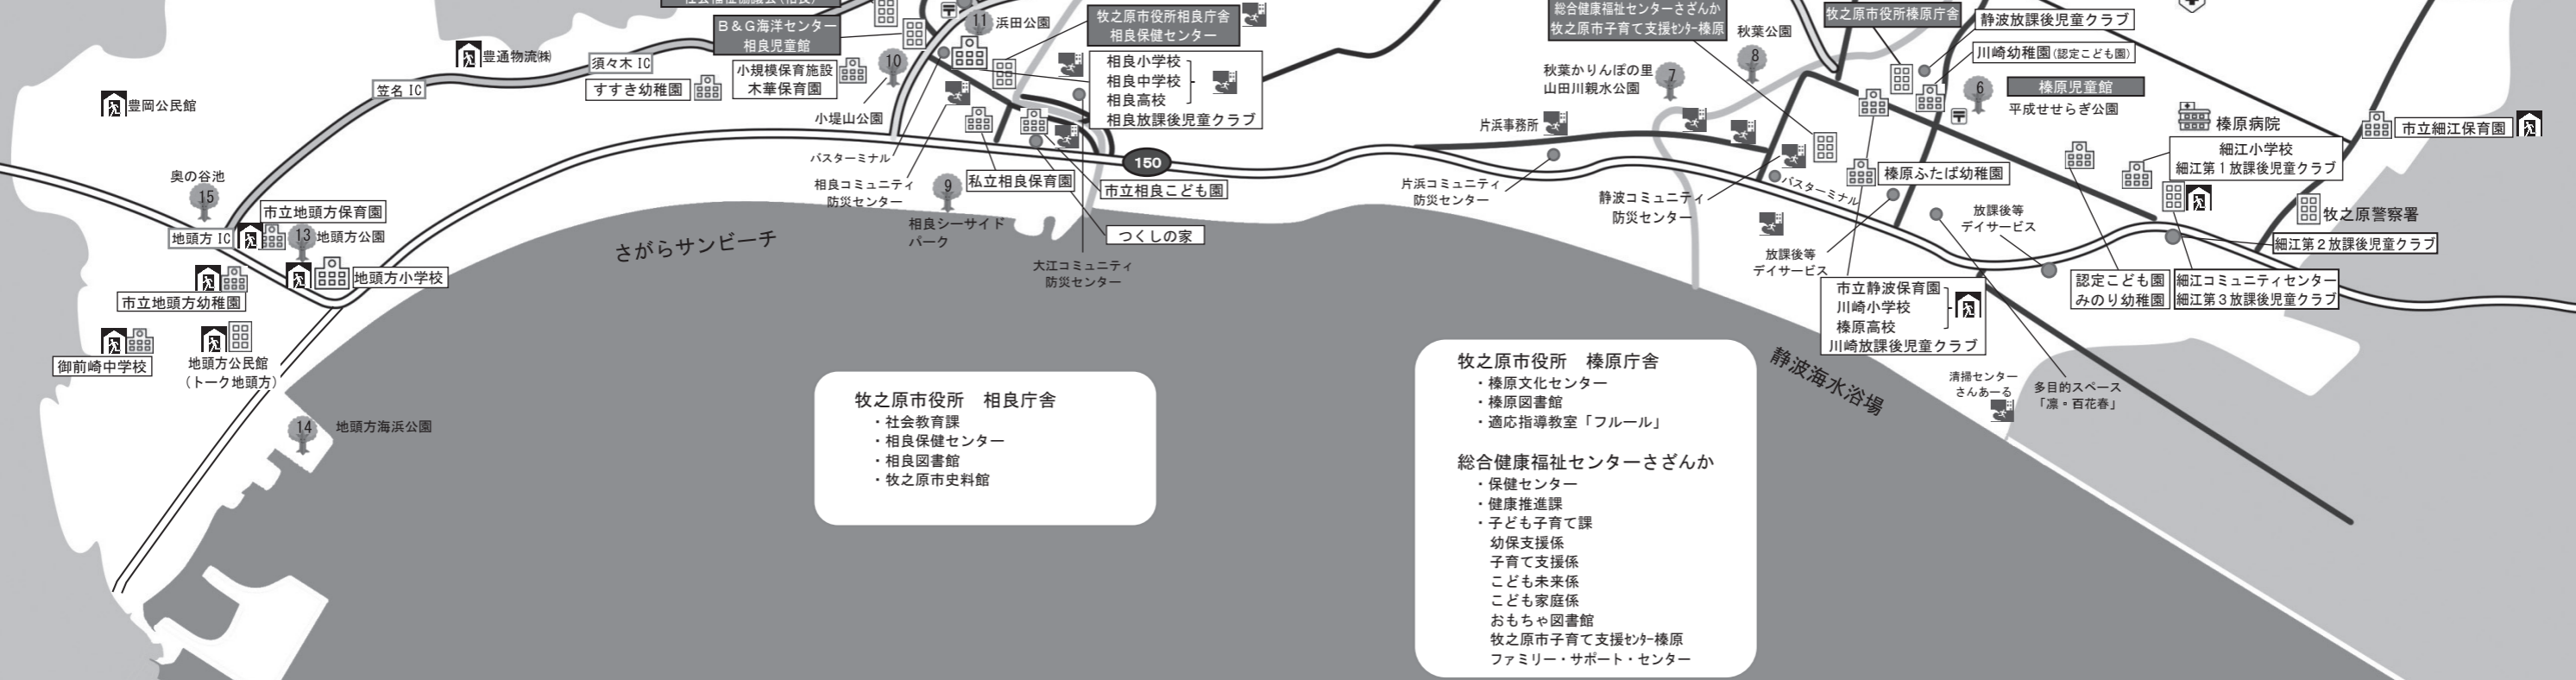 B＆G海洋センター
相良児童館
11
浜田公園
牧之原市役所相良庁舎
相良保健センター
総合健康福祉センターさざんか
牧之原市子育て支援ｾﾝﾀｰ榛原
秋葉公園
8
牧之原市役所榛原庁舎
静波放課後児童クラブ
川崎幼稚園(認定こども園)
豊通物流㈱
須々木 IC
すすき幼稚園
小規模保育施設
木華保育園
10
小堤山公園
相良小学校
相良中学校
相良高校
相良放課後児童クラブ
秋葉かりんぽの里
山田川親水公園
7
6
榛原児童館
平成せせらぎ公園
笠名 IC
豊岡公民館
片浜事務所
榛原病院
市立細江保育園
細江小学校
細江第１放課後児童クラブ
バスターミナル
150
相良コミュニティ
防災センター
9
私立相良保育園
市立相良こども園
片浜コミュニティ
防災センター
静波コミュニティ
防災センター
バスターミナル
榛原ふたば幼稚園
奥の谷池
15
市立地頭方保育園
地頭方 IC
13
地頭方公園
相良シーサイド
パーク
つくしの家
さがらサンビーチ
大江コミュニティ
防災センター
放課後等
デイサービス
放課後等
デイサービス
牧之原警察署
細江第２放課後児童クラブ
地頭方小学校
市立地頭方幼稚園
市立静波保育園
川崎小学校
榛原高校
川崎放課後児童クラブ
認定こども園
みのり幼稚園
細江コミュニティセンター
細江第３放課後児童クラブ
御前崎中学校
地頭方公民館
（トーク地頭方）
静波海水浴場
清掃センター
さんあーる
多目的スペース
「凛・百花春」
14
地頭方海浜公園
牧之原市役所　相良庁舎
・社会教育課
・相良保健センター
・相良図書館
・牧之原市史料館
牧之原市役所　榛原庁舎
・榛原文化センター
・榛原図書館
・適応指導教室「フルール」
総合健康福祉センターさざんか
・保健センター
・健康推進課
・子ども子育て課
幼保支援係
子育て支援係
こども未来係
こども家庭係
おもちゃ図書館
牧之原市子育て支援ｾﾝﾀｰ榛原
ファミリー・サポート・センター